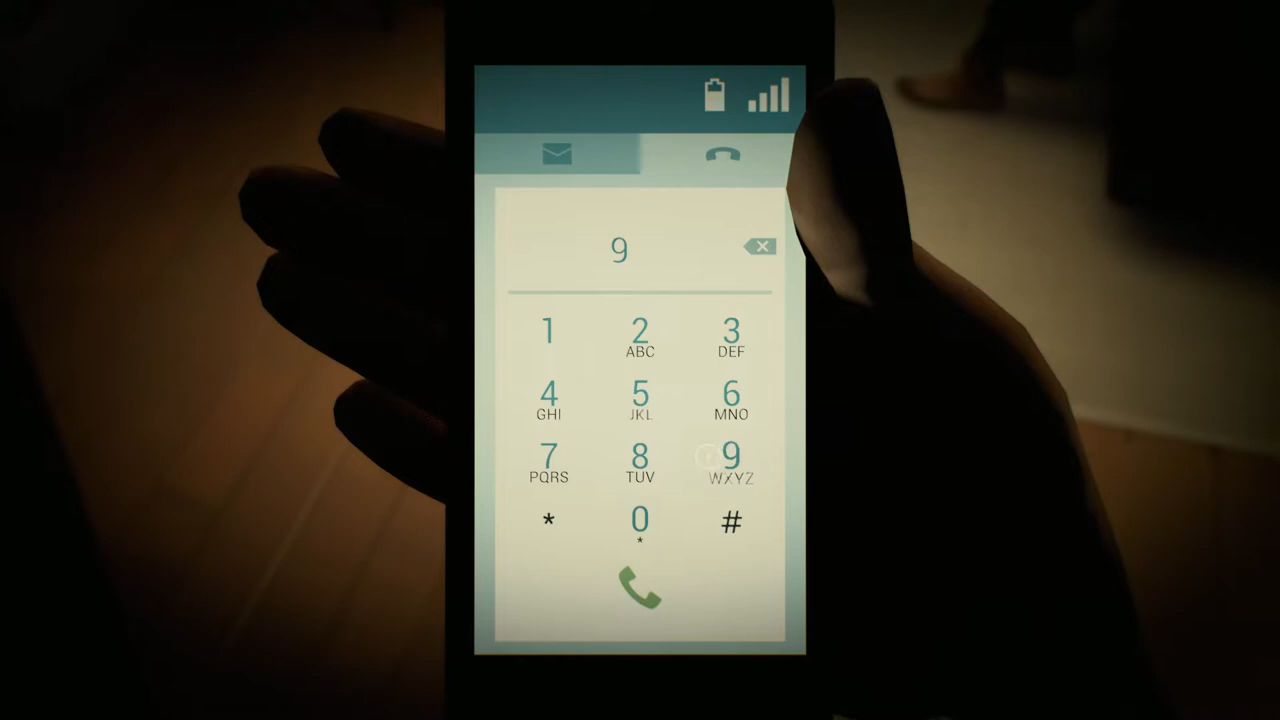 9
1 2 3
ABC DEF
4 5 6
GHI JKL MNO
7 8 9
PQRS TUV WXYZ
* 0 #
*